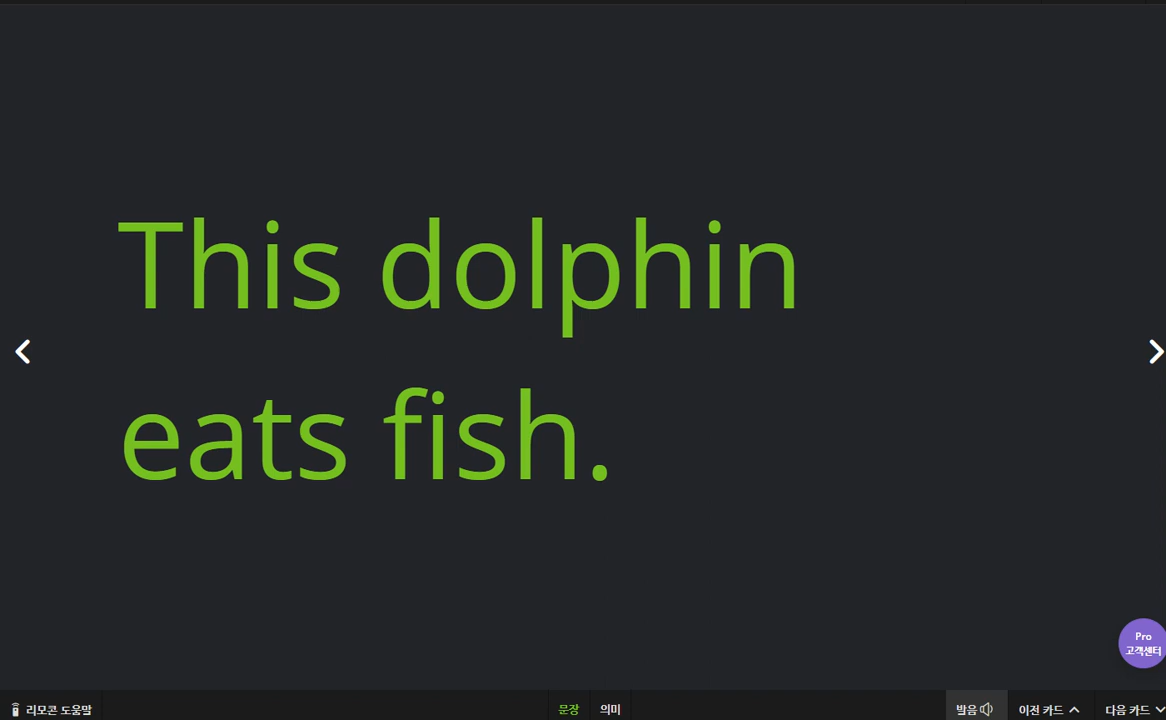 This dolphin
eats fish.
Pro
고객센터
리모콘 도움말
문장
의미
발음
이전 카드
다음 카드